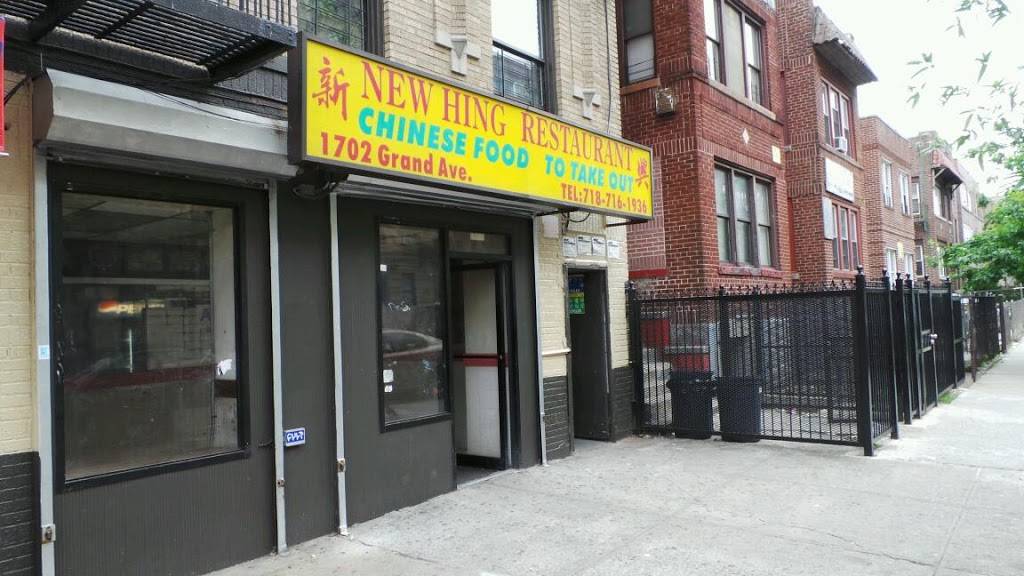 新 NEW HING RESTAURANT 興
CHINESE FOOD TO TAKE OUT
1702 Grand Ave. TEL:718-716-1936